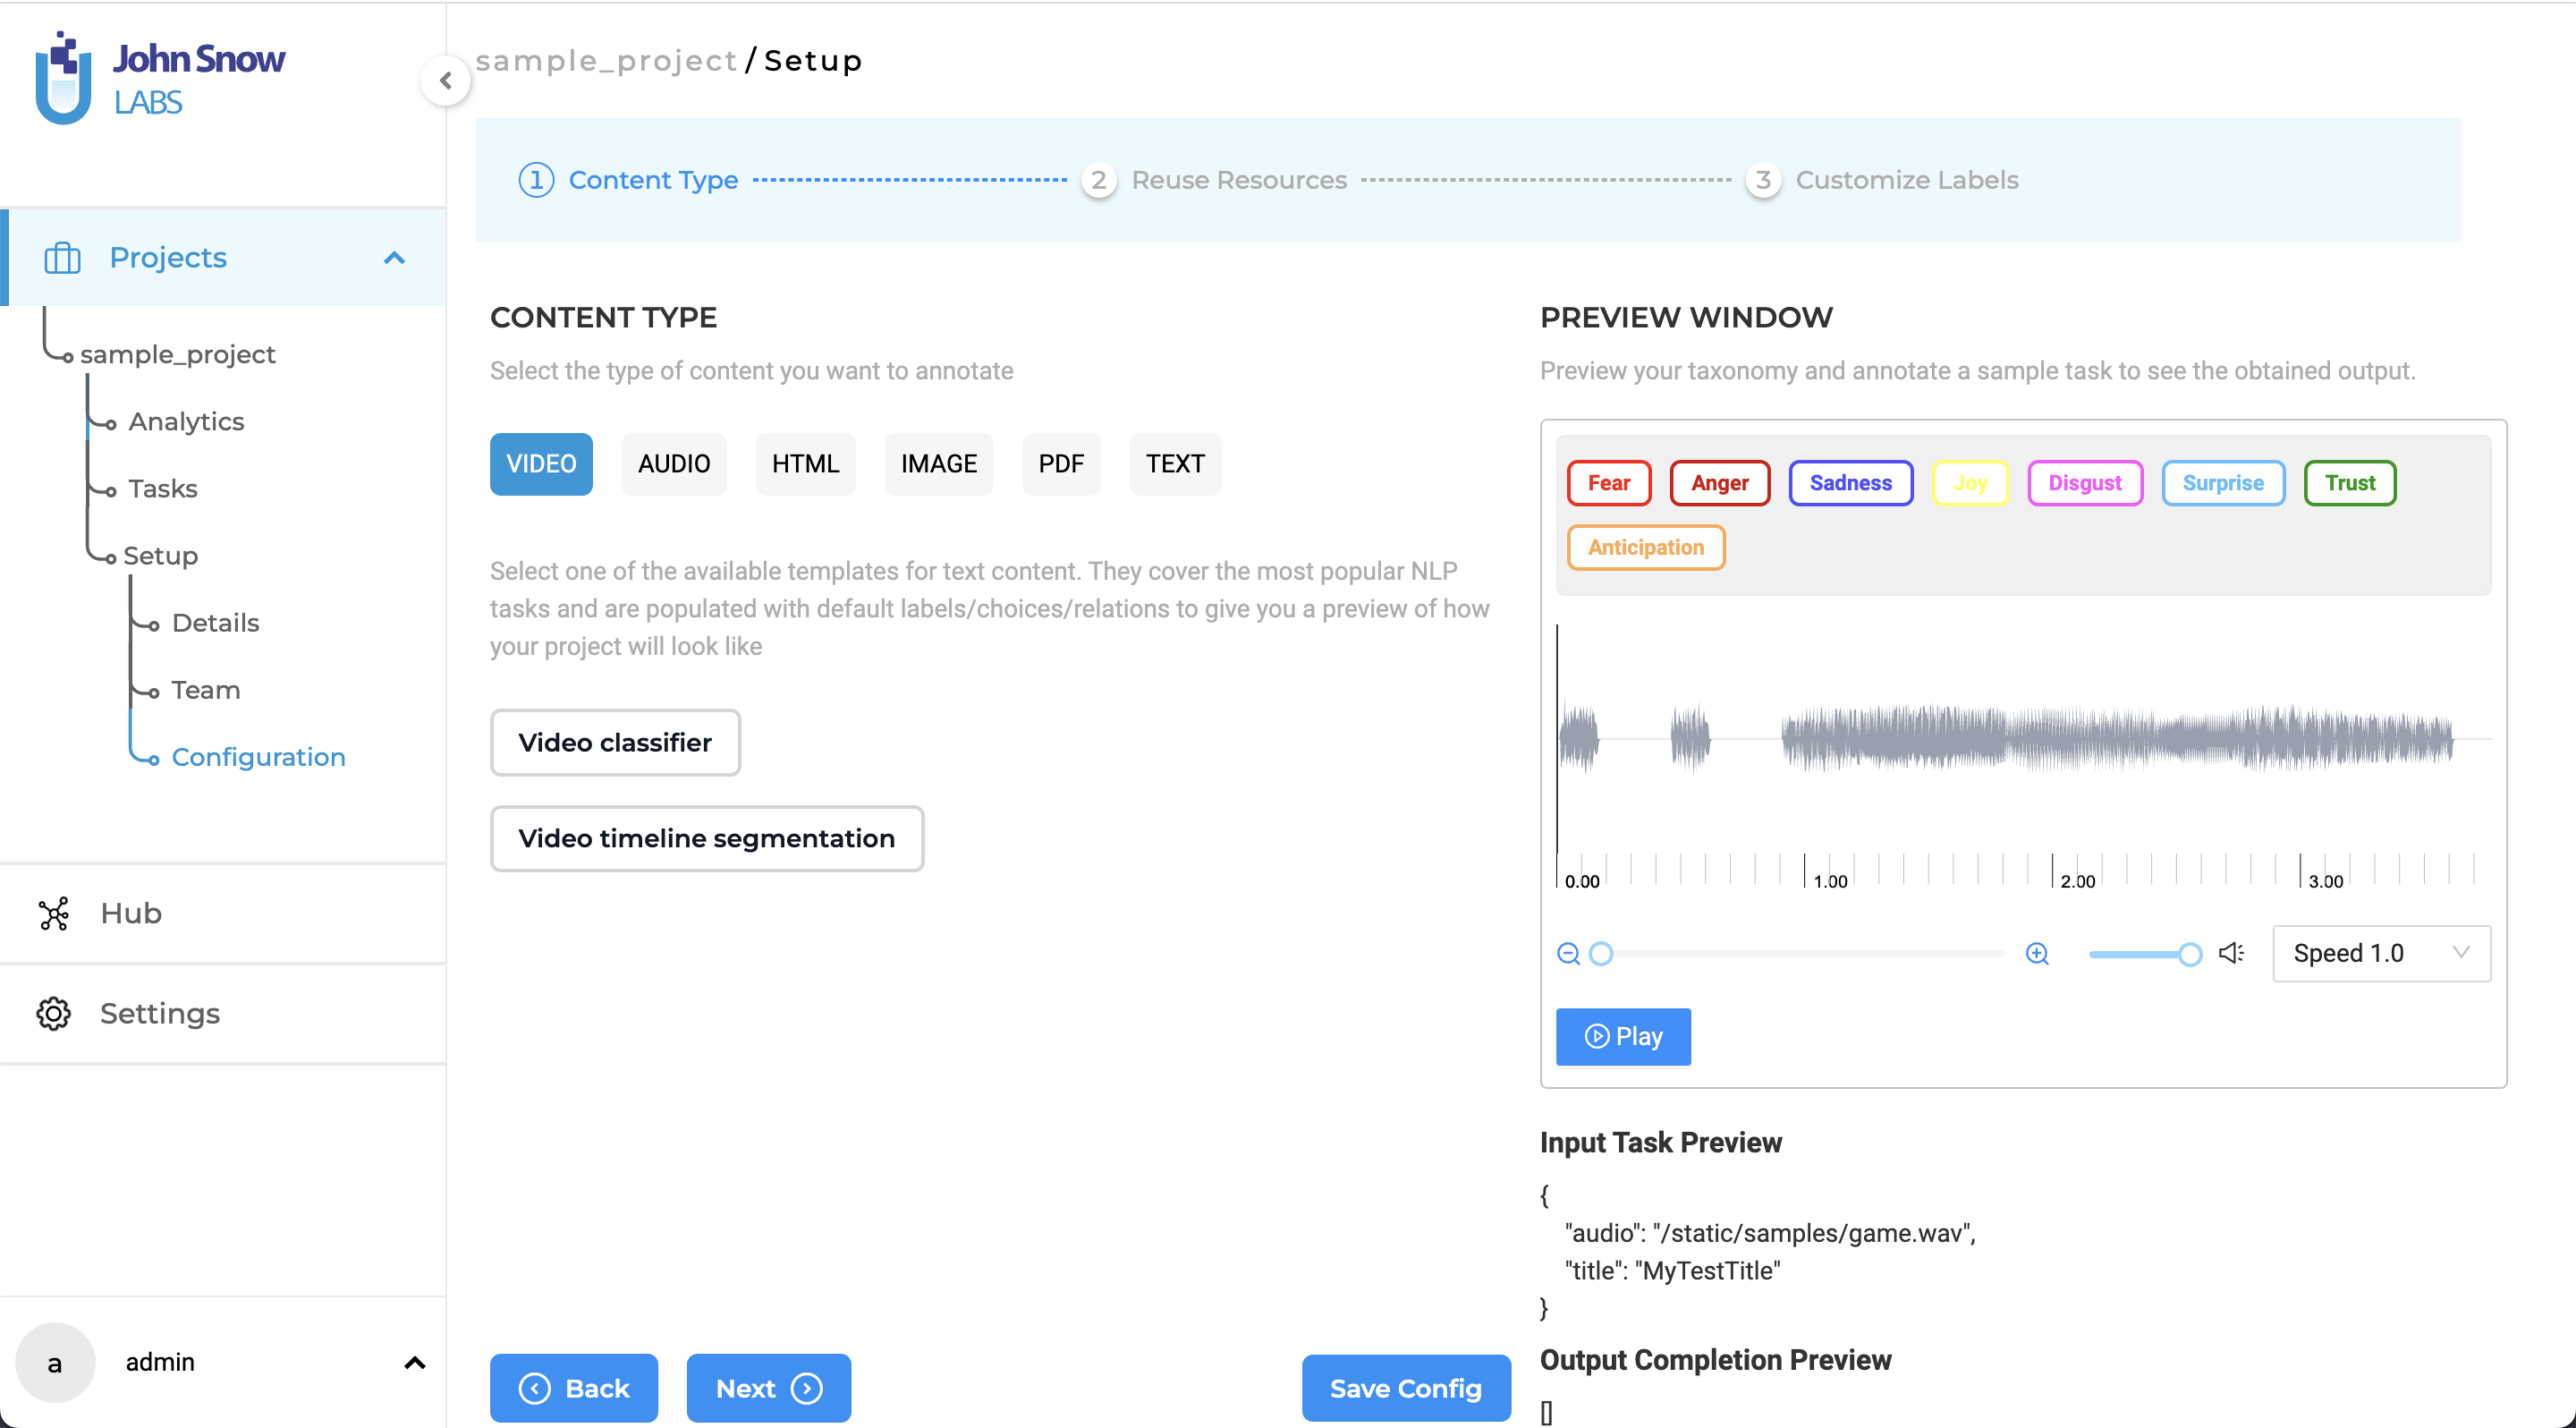 John Snow
LABS
sample_project / Setup
1 Content Type
2 Reuse Resources
3 Customize Labels
Projects
sample_project
Analytics
Tasks
Setup
Details
Team
Configuration
Hub
Settings
a admin
CONTENT TYPE
Select the type of content you want to annotate
VIDEO AUDIO HTML IMAGE PDF TEXT
Select one of the available templates for text content. They cover the most popular NLP
tasks and are populated with default labels/choices/relations to give you a preview of how
your project will look like
Video classifier
Video timeline segmentation
Back Next Save Config
PREVIEW WINDOW
Preview your taxonomy and annotate a sample task to see the obtained output.
Fear Anger Sadness Joy Disgust Surprise Trust
Anticipation
0.00 1.00 2.00 3.00
Speed 1.0
Play
Input Task Preview
{
"audio": "/static/samples/game.wav",
"title": "MyTestTitle"
}
Output Completion Preview
[]